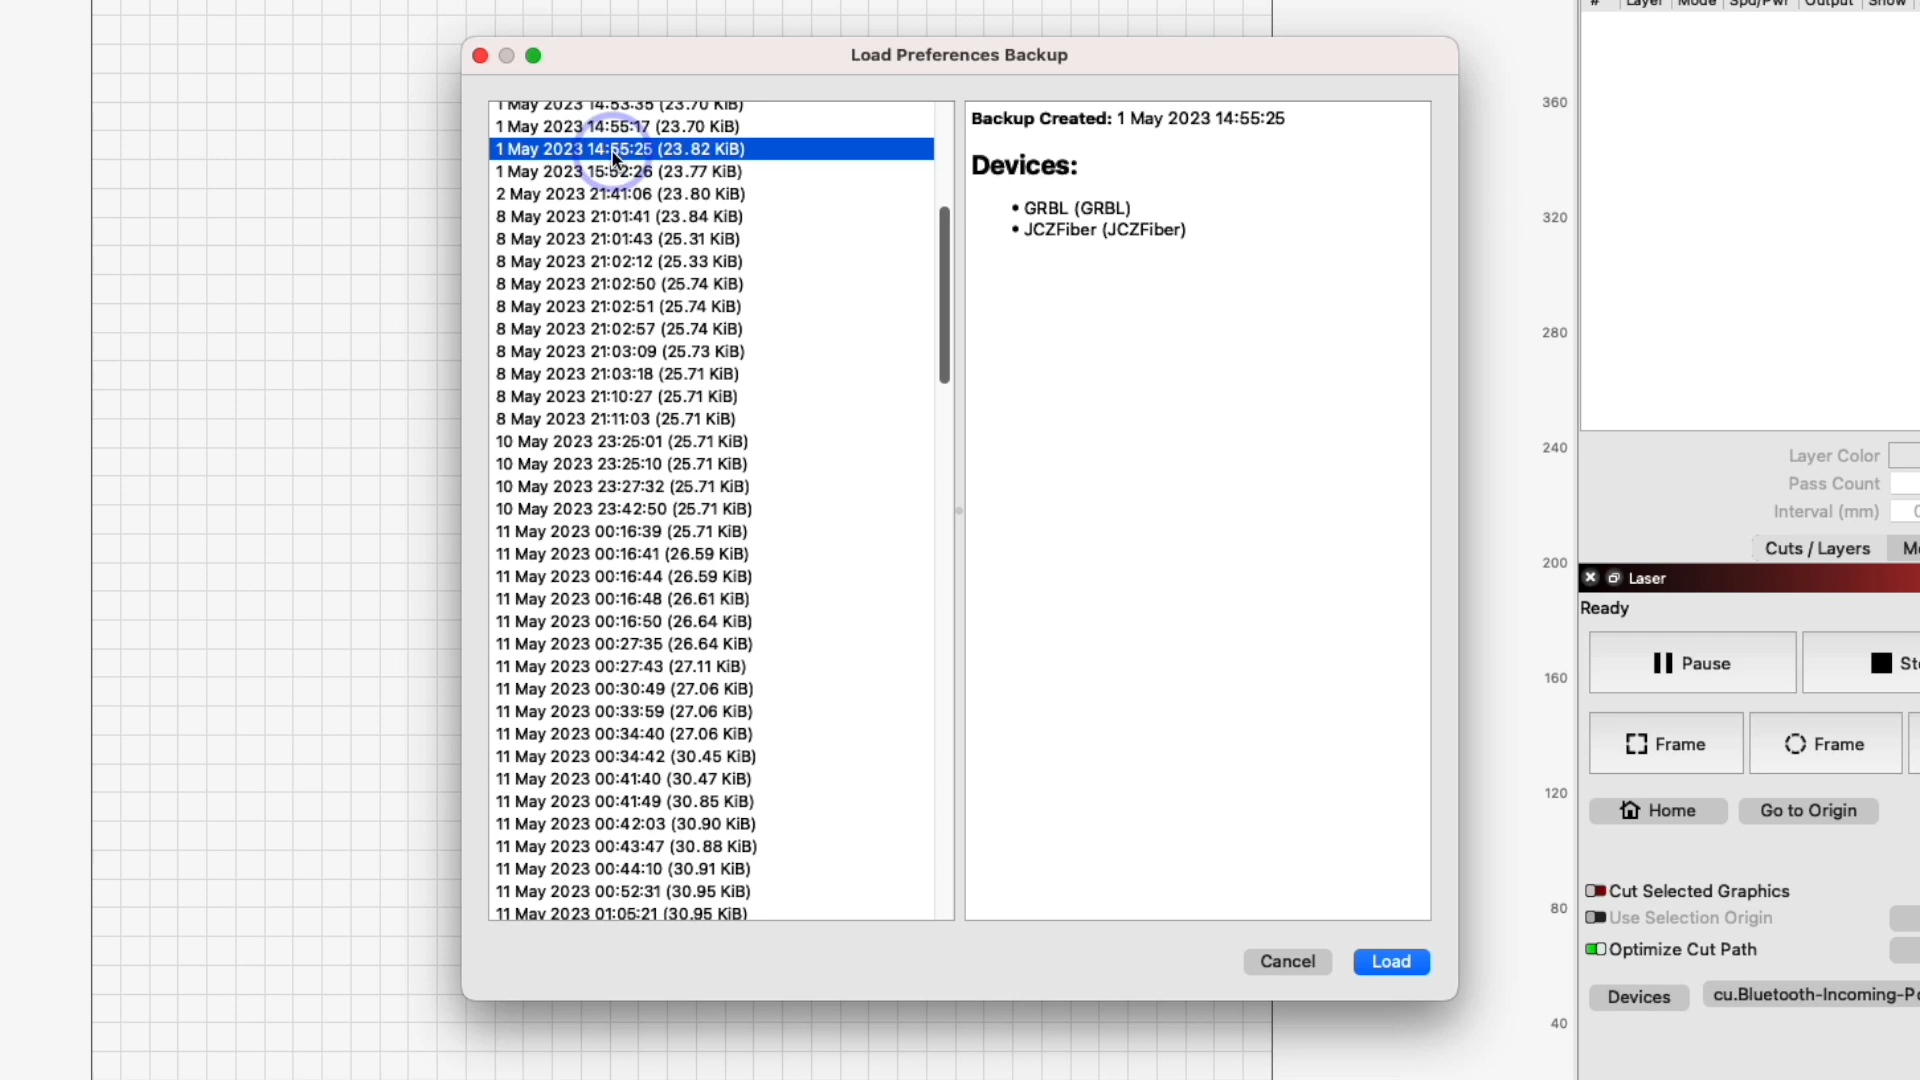 # Layer Mode Spd/Pwr Output Show
Load Preferences Backup
1 May 2023 14:53:35 (23.70 KiB)
1 May 2023 14:55:17 (23.70 KiB)
1 May 2023 14:55:25 (23.82 KiB)
1 May 2023 15:52:26 (23.77 KiB)
2 May 2023 21:41:06 (23.80 KiB)
8 May 2023 21:01:41 (23.84 KiB)
8 May 2023 21:01:43 (25.31 KiB)
8 May 2023 21:02:12 (25.33 KiB)
8 May 2023 21:02:50 (25.74 KiB)
8 May 2023 21:02:51 (25.74 KiB)
8 May 2023 21:02:57 (25.74 KiB)
8 May 2023 21:03:09 (25.73 KiB)
8 May 2023 21:03:18 (25.71 KiB)
8 May 2023 21:10:27 (25.71 KiB)
8 May 2023 21:11:03 (25.71 KiB)
10 May 2023 23:25:01 (25.71 KiB)
10 May 2023 23:25:10 (25.71 KiB)
10 May 2023 23:27:32 (25.71 KiB)
10 May 2023 23:42:50 (25.71 KiB)
11 May 2023 00:16:39 (25.71 KiB)
11 May 2023 00:16:41 (26.59 KiB)
11 May 2023 00:16:44 (26.59 KiB)
11 May 2023 00:16:48 (26.61 KiB)
11 May 2023 00:16:50 (26.64 KiB)
11 May 2023 00:27:35 (26.64 KiB)
11 May 2023 00:27:43 (27.11 KiB)
11 May 2023 00:30:49 (27.06 KiB)
11 May 2023 00:33:59 (27.06 KiB)
11 May 2023 00:34:40 (27.06 KiB)
11 May 2023 00:34:42 (30.45 KiB)
11 May 2023 00:41:40 (30.47 KiB)
11 May 2023 00:41:49 (30.85 KiB)
11 May 2023 00:42:03 (30.90 KiB)
11 May 2023 00:43:47 (30.88 KiB)
11 May 2023 00:44:10 (30.91 KiB)
11 May 2023 00:52:31 (30.95 KiB)
11 May 2023 01:05:21 (30.95 KiB)
Backup Created: 1 May 2023 14:55:25
Devices:
• GRBL (GRBL)
• JCZFiber (JCZFiber)
Cancel
Load
360
320
280
240
200
160
120
80
40
Layer Color
Pass Count
Interval (mm)
Cuts / Layers
Laser
Ready
Pause
Frame
Frame
Home
Go to Origin
Cut Selected Graphics
Use Selection Origin
Optimize Cut Path
Devices
cu.Bluetooth-Incoming-P